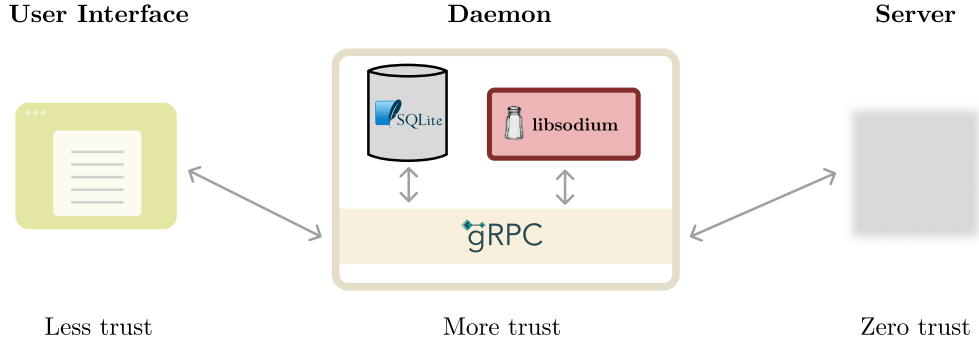 User Interface
Daemon
Server
SQLite
libsodium
gRPC
Less trust
More trust
Zero trust